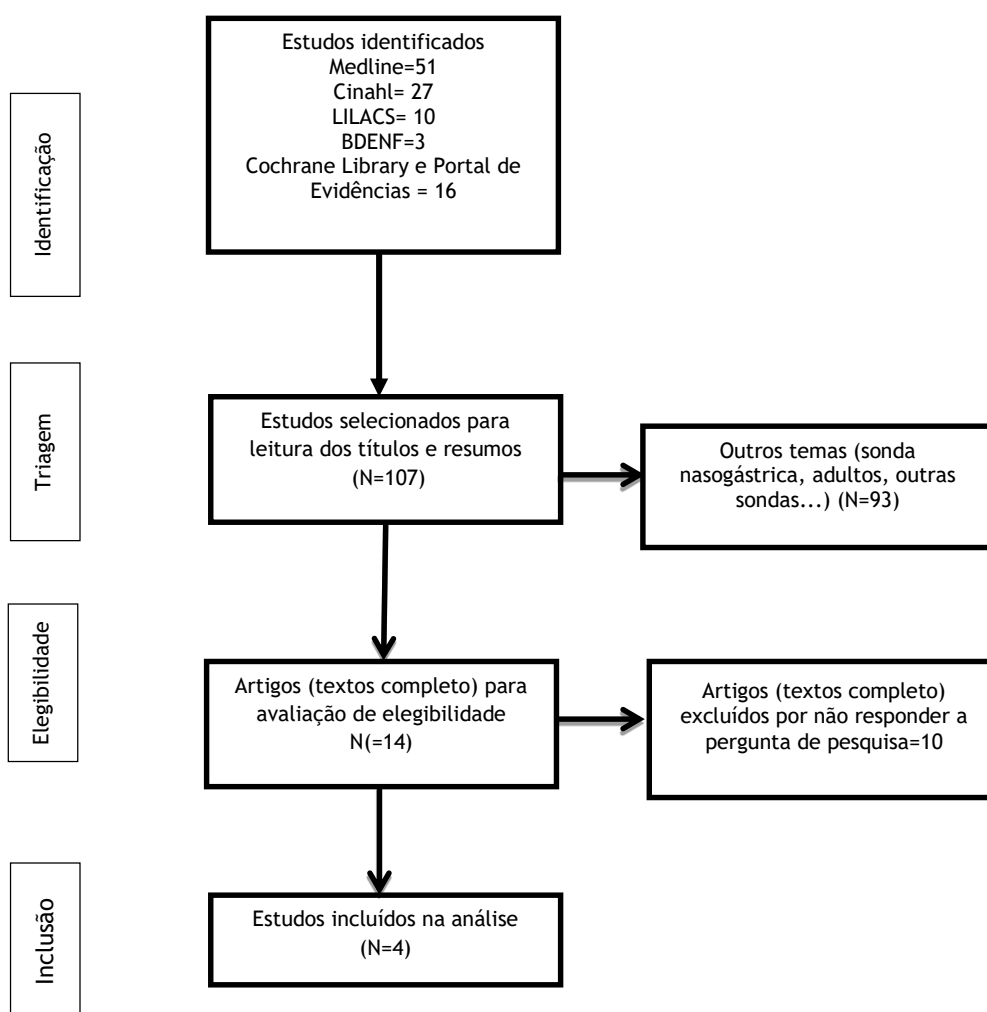 Identificação
Estudos identificados
Medline=51
Cinahl= 27
LILACS= 10
BDENF=3
Cochrane Library e Portal de
Evidências = 16
Triagem
Estudos selecionados para
leitura dos títulos e resumos
(N=107)
Outros temas (sonda
nasogástrica, adultos, outras
sondas...) (N=93)
Elegibilidade
Artigos (textos completo) para
avaliação de elegibilidade
N(=14)
Artigos (textos completo)
excluídos por não responder a
pergunta de pesquisa=10
Inclusão
Estudos incluídos na análise
(N=4)